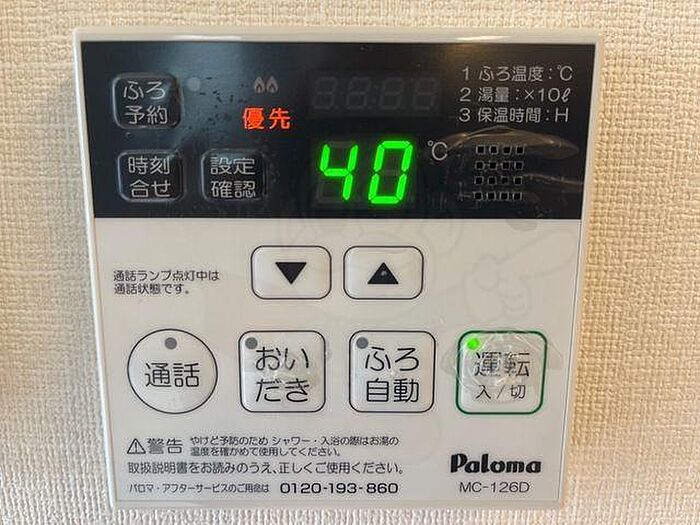 ふろ
予約
優先
1 ふろ温度:℃
2 湯量:×10ℓ
3 保温時間:H
時刻
合せ
設定
確認
40
℃
▼
▲
通話ランプ点灯中は
通話状態です。
通話
おい
だき
ふろ
自動
運転
入/切
⚠警告
やけど予防のため シャワー・入浴の際はお湯の
温度を確かめて使用してください。
取扱説明書をお読みのうえ、正しくご使用ください。
パロマ・アフターサービスのご用命は 0120-193-860
Paloma
MC-126D